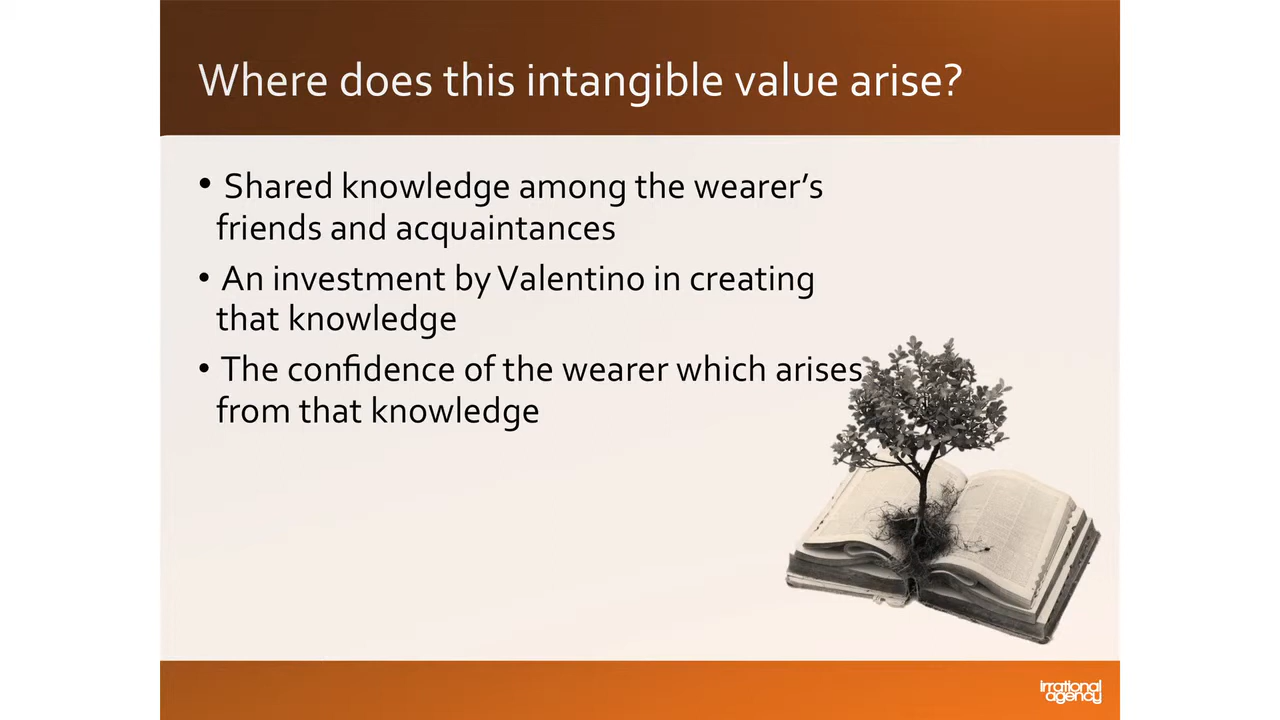 Where does this intangible value arise?
• Shared knowledge among the wearer’s
friends and acquaintances
• An investment by Valentino in creating
that knowledge
• The confidence of the wearer which arises
from that knowledge
irrational
agency